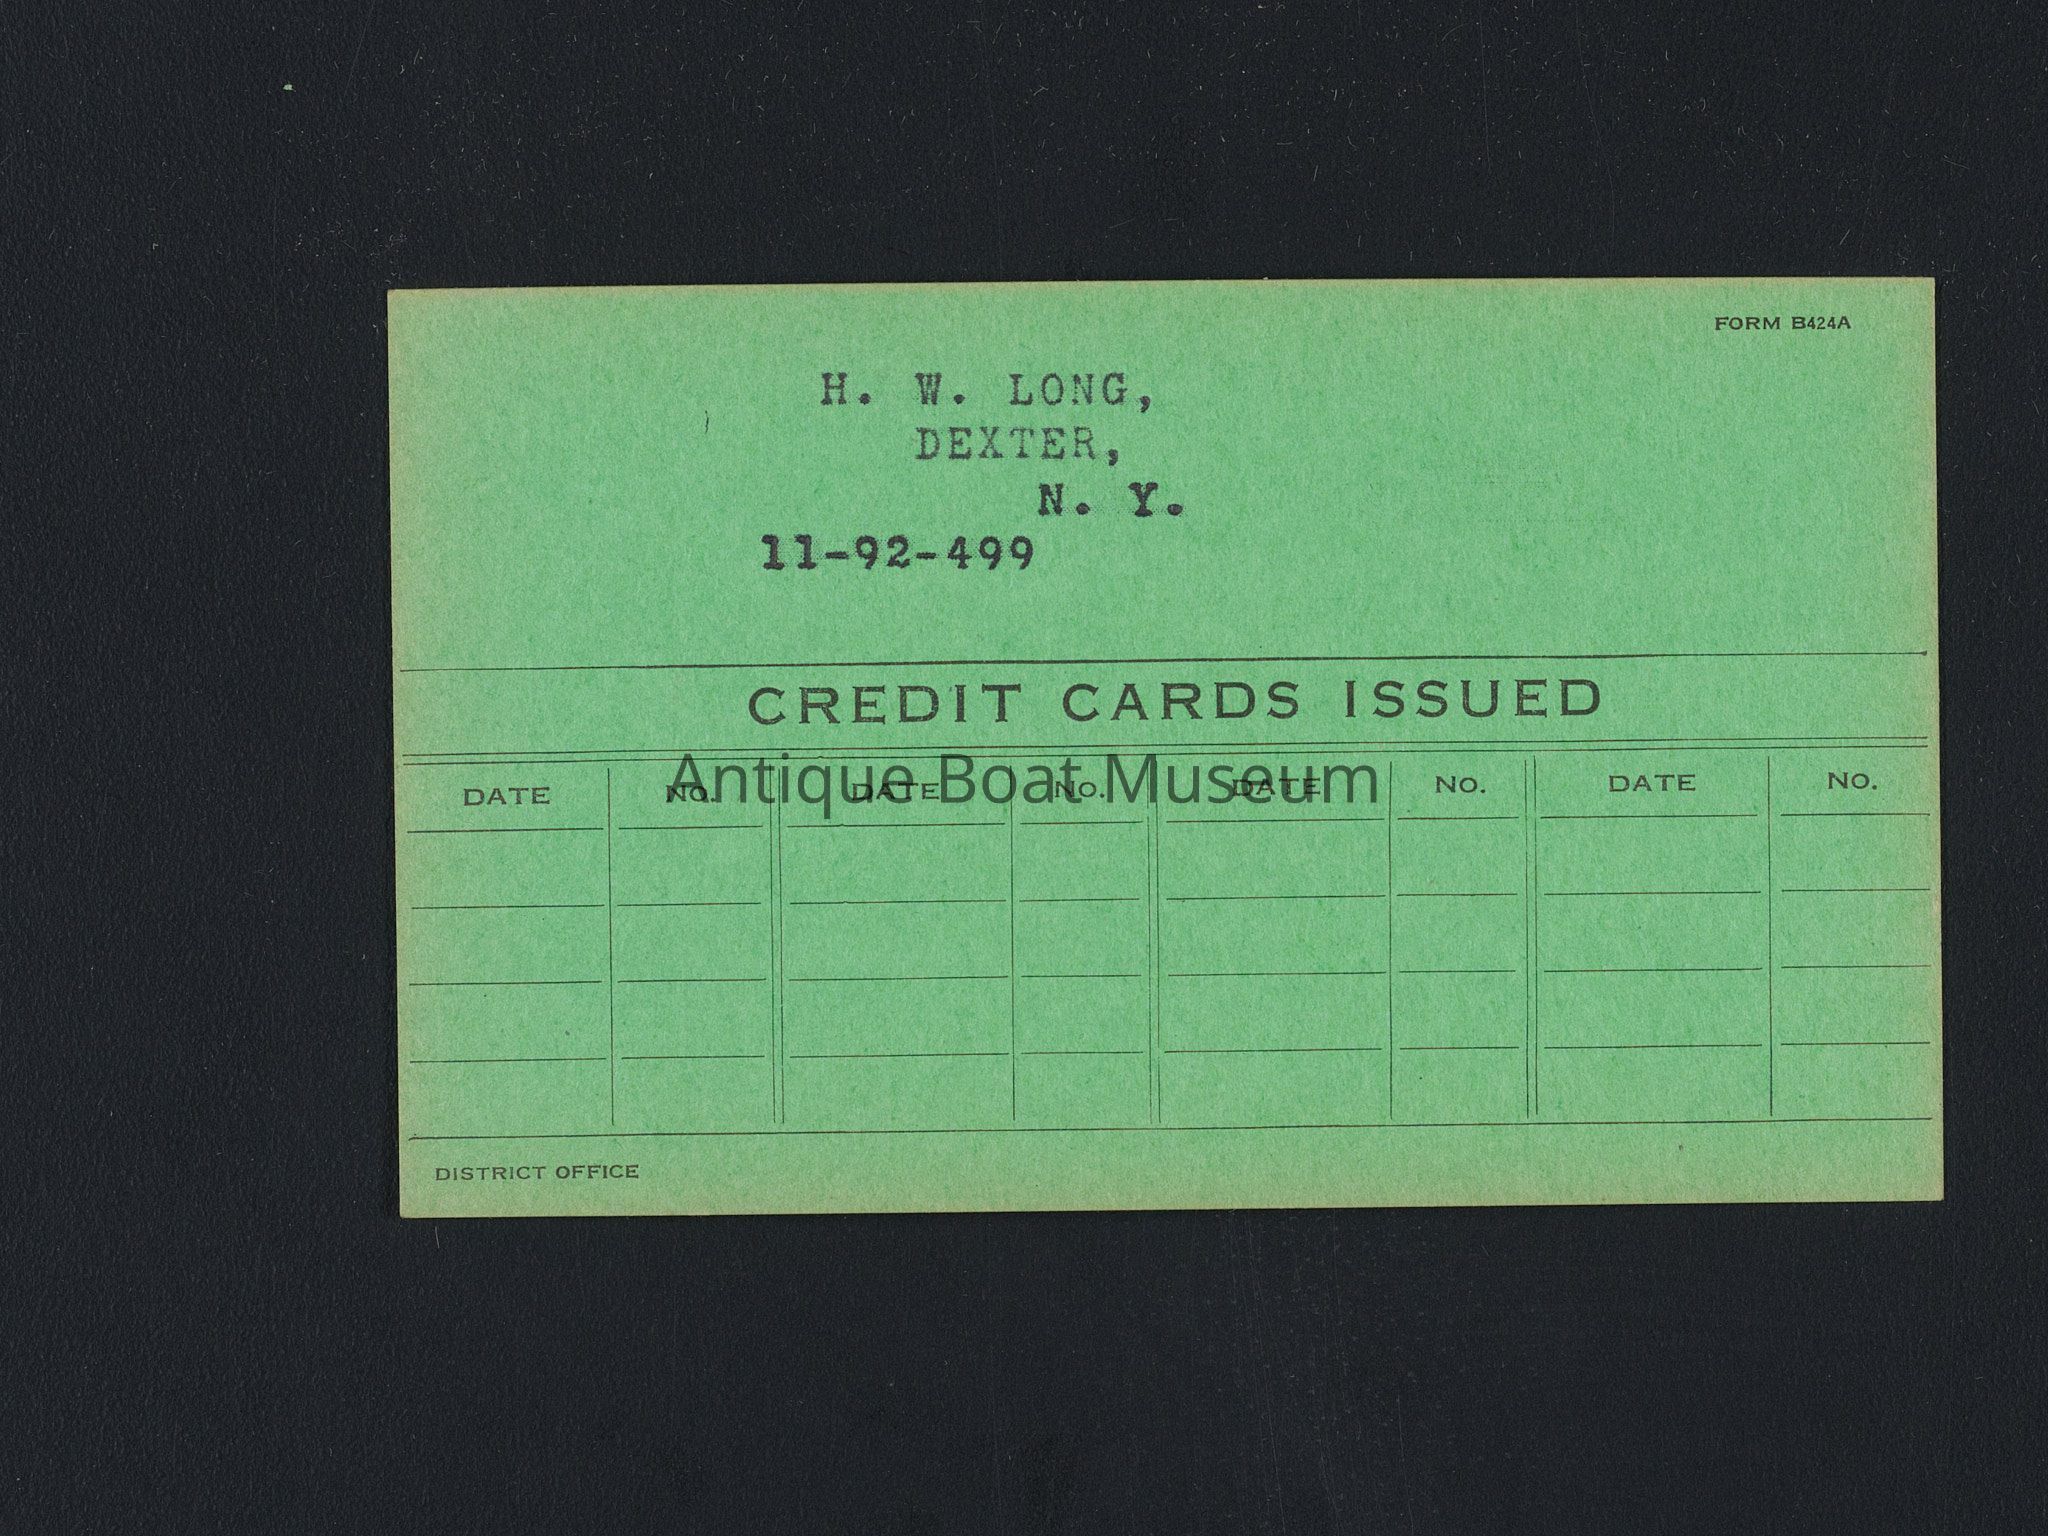 FORM B424A
H. W. LONG,
DEXTER,
N. Y.
11-92-499
CREDIT CARDS ISSUED
DATE NO. DATE NO. DATE NO. DATE NO.
Antique Boat Museum
DISTRICT OFFICE